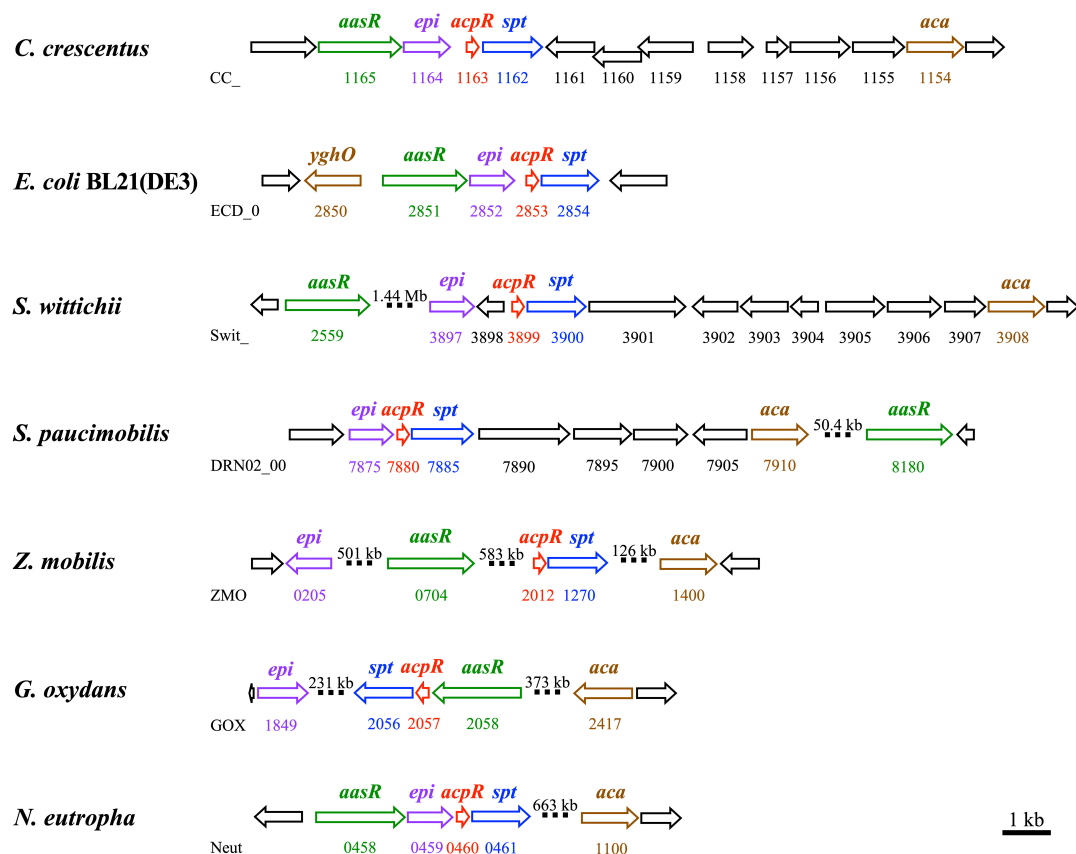 aasR epi acpR spt
C. crescentus
CC_ 1165 1164 1163 1162 1161 1160 1159 1158 1157 1156 1155 1154
aca
yghO aasR epi acpR spt
E. coli BL21(DE3)
ECD_0 2850 2851 2852 2853 2854
aasR 1.44 Mb epi acpR spt aca
S. wittichii
Swit_ 2559 3897 3898 3899 3900 3901 3902 3903 3904 3905 3906 3907 3908
epi acpR spt aca 50.4 kb aasR
S. paucimobilis
DRN02_00 7875 7880 7885 7890 7895 7900 7905 7910 8180
epi 501 kb aasR 583 kb acpR spt 126 kb aca
Z. mobilis
ZMO 0205 0704 2012 1270 1400
epi 231 kb spt acpR aasR 373 kb aca
G. oxydans
GOX 1849 2056 2057 2058 2417
aasR epi acpR spt 663 kb aca
N. eutropha
Neut 0458 0459 0460 0461 1100
1 kb